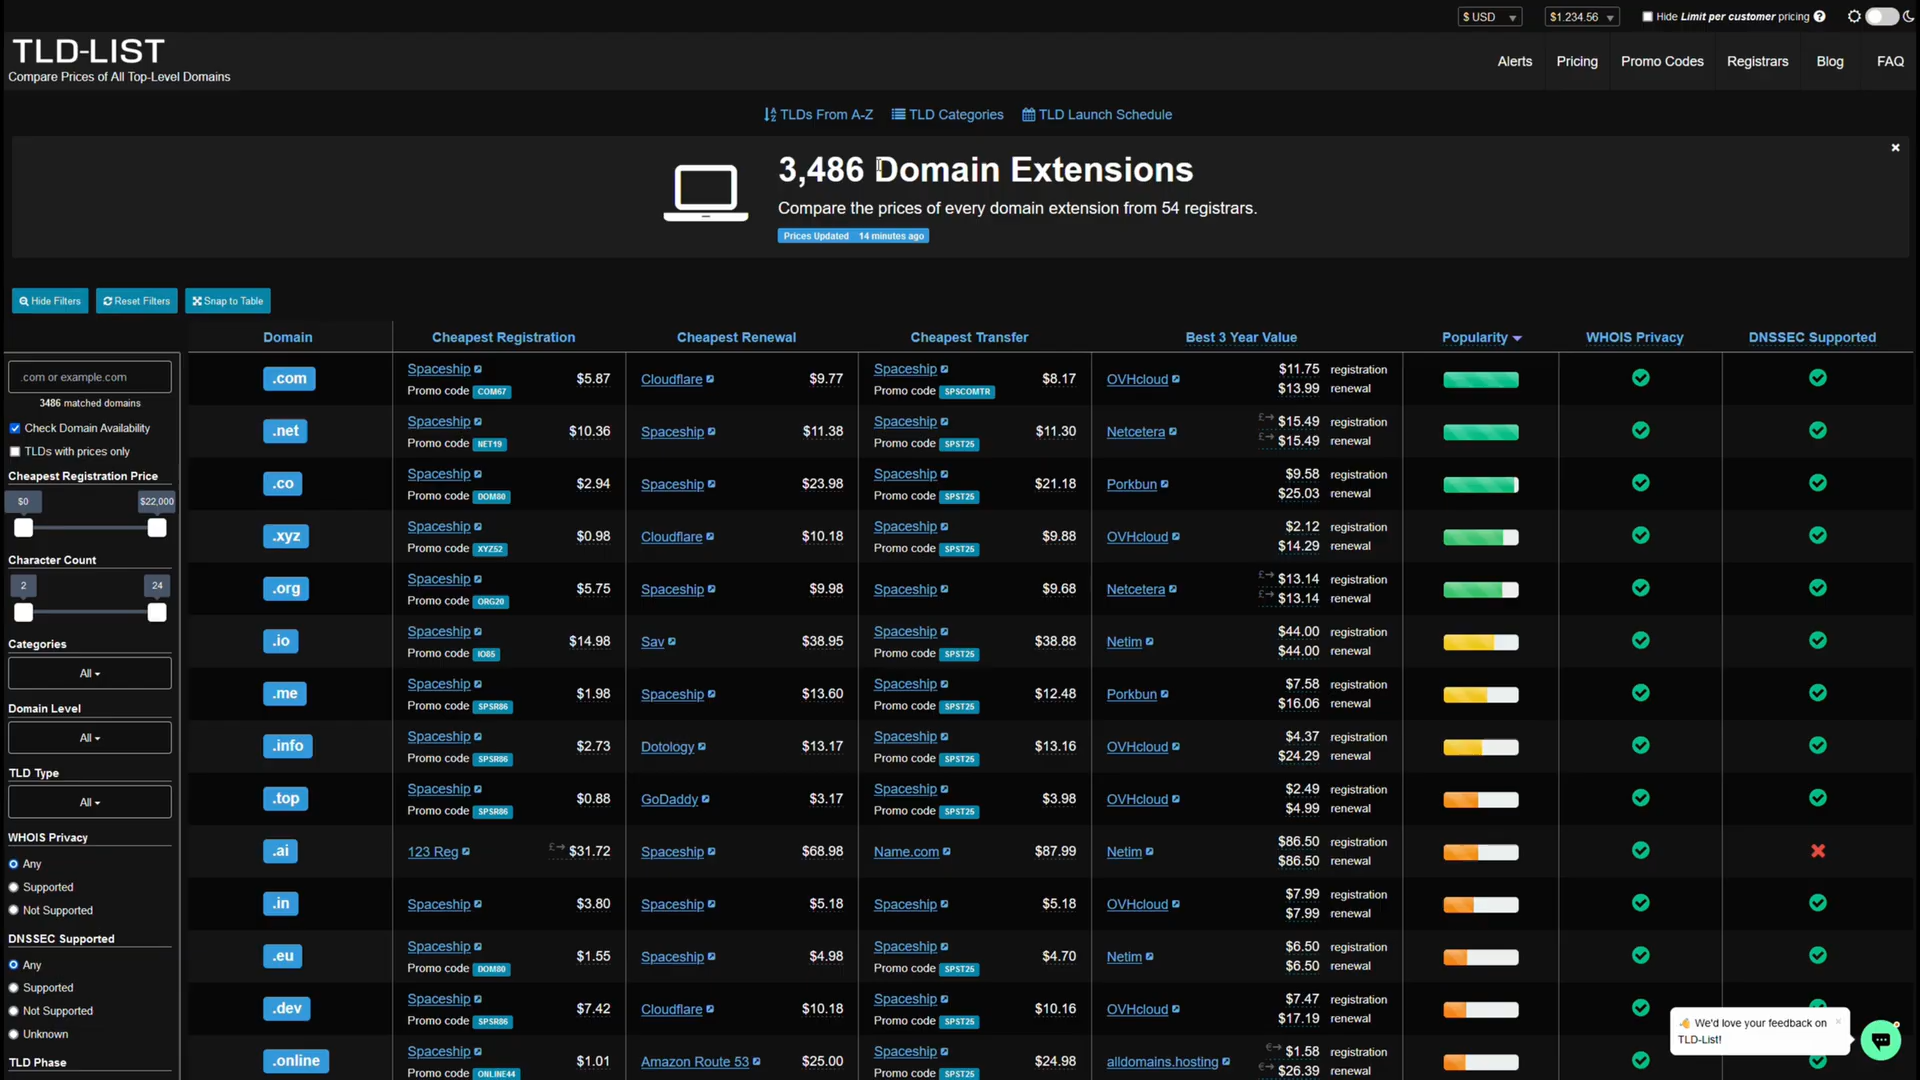 $ USD
$1.234.56
Hide Limit per customer pricing
TLD-LIST
Compare Prices of All Top-Level Domains
Alerts Pricing Promo Codes Registrars Blog FAQ
TLDs From A-Z TLD Categories TLD Launch Schedule
3,486 Domain Extensions
Compare the prices of every domain extension from 54 registrars.
Prices Updated 14 minutes ago
Hide Filters Reset Filters Snap to Table
.com or example.com
3486 matched domains
Check Domain Availability
TLDs with prices only
Cheapest Registration Price
$0 $22,000
Character Count
2 24
Categories
All
Domain Level
All
TLD Type
All
WHOIS Privacy
Any
Supported
Not Supported
DNSSEC Supported
Any
Supported
Not Supported
Unknown
TLD Phase
Domain Cheapest Registration Cheapest Renewal Cheapest Transfer Best 3 Year Value Popularity WHOIS Privacy DNSSEC Supported
.com Spaceship $5.87 Cloudflare $9.77 Spaceship $8.17 OVHcloud $11.75 registration
Promo code COM67 Promo code SPSCOMTR $13.99 renewal
.net Spaceship $10.36 Spaceship $11.38 Spaceship $11.30 Netcetera £→ $15.49 registration
Promo code NET19 Promo code SPST25 £→ $15.49 renewal
.co Spaceship $2.94 Spaceship $23.98 Spaceship $21.18 Porkbun $9.58 registration
Promo code DOM80 Promo code SPST25 $25.03 renewal
.xyz Spaceship $0.98 Cloudflare $10.18 Spaceship $9.88 OVHcloud $2.12 registration
Promo code XYZ52 Promo code SPST25 $14.29 renewal
.org Spaceship $5.75 Spaceship $9.98 Spaceship $9.68 Netcetera £→ $13.14 registration
Promo code ORG20 £→ $13.14 renewal
.io Spaceship $14.98 Sav $38.95 Spaceship $38.88 Netim $44.00 registration
Promo code IO85 Promo code SPST25 $44.00 renewal
.me Spaceship $1.98 Spaceship $13.60 Spaceship $12.48 Porkbun $7.58 registration
Promo code SPSR86 Promo code SPST25 $16.06 renewal
.info Spaceship $2.73 Dotology $13.17 Spaceship $13.16 OVHcloud $4.37 registration
Promo code SPSR86 Promo code SPST25 $24.29 renewal
.top Spaceship $0.88 GoDaddy $3.17 Spaceship $3.98 OVHcloud $2.49 registration
Promo code SPSR86 Promo code SPST25 $4.99 renewal
.ai 123 Reg £→ $31.72 Spaceship $68.98 Name.com $87.99 Netim $86.50 registration
$86.50 renewal
.in Spaceship $3.80 Spaceship $5.18 Spaceship $5.18 OVHcloud $7.99 registration
$7.99 renewal
.eu Spaceship $1.55 Spaceship $4.98 Spaceship $4.70 Netim $6.50 registration
Promo code DOM80 Promo code SPST25 $6.50 renewal
.dev Spaceship $7.42 Cloudflare $10.18 Spaceship $10.16 OVHcloud $7.47 registration
Promo code SPSR86 Promo code SPST25 $17.19 renewal
.online Spaceship $1.01 Amazon Route 53 $25.00 Spaceship $24.98 alldomains.hosting €→ $1.58 registration
Promo code ONLINE44 Promo code SPST25 €→ $26.39 renewal
We'd love your feedback on
TLD-List!